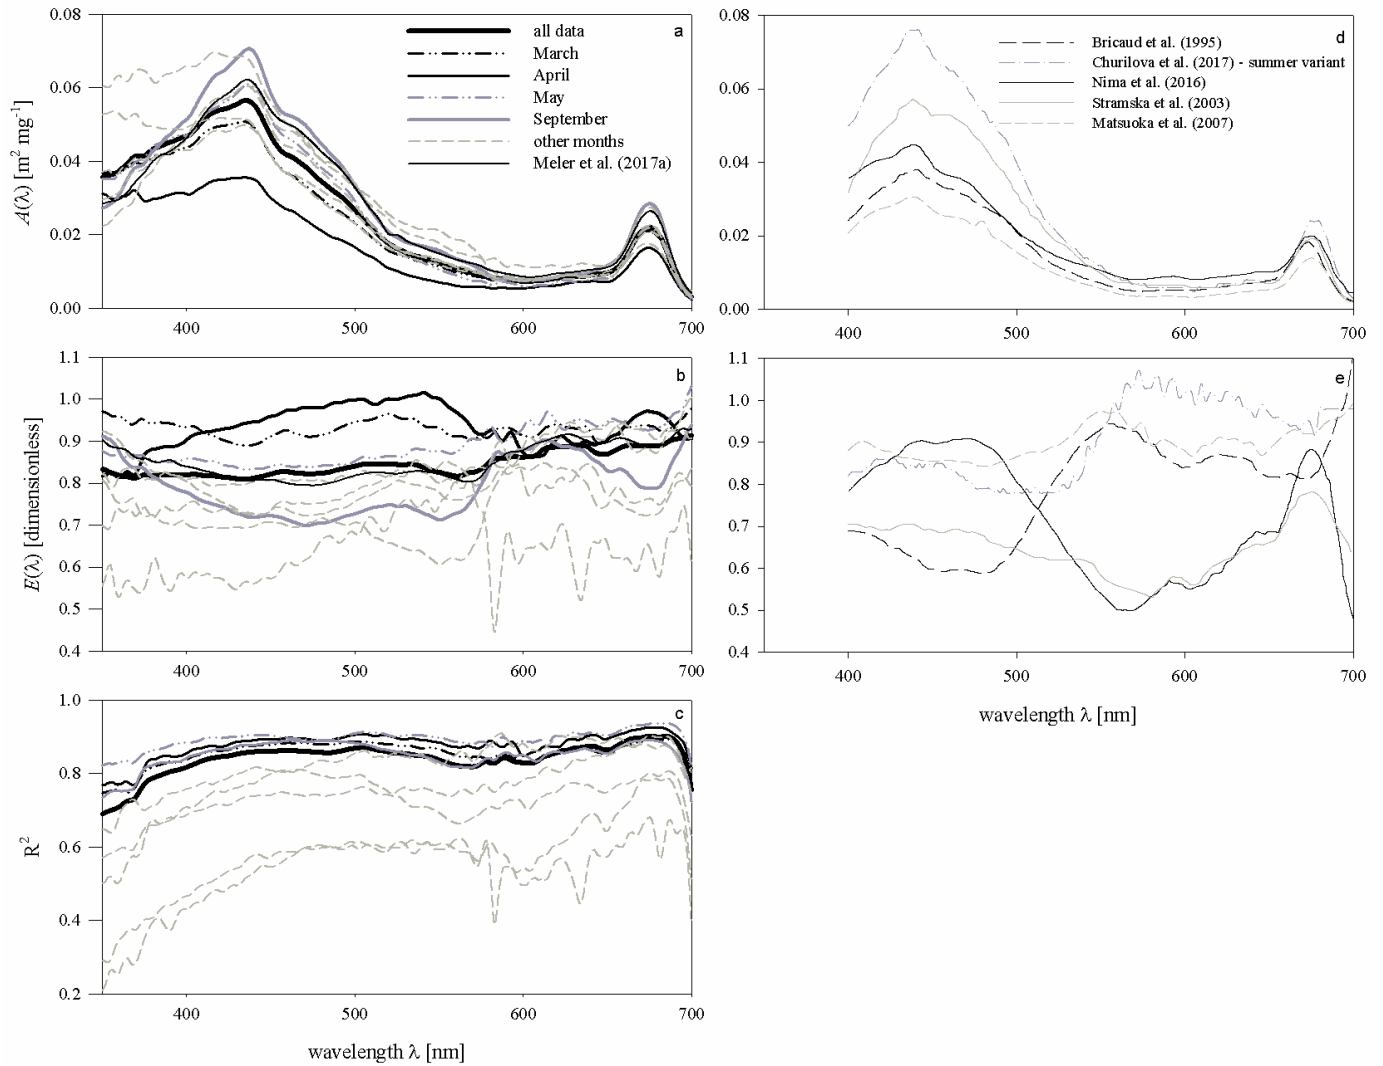 a
all data
March
April
May
September
other months
Meler et al. (2017a)
0.08
0.06
0.04
0.02
0.00
A(λ) [m² mg⁻¹]
400
500
600
700
d
Bricaud et al. (1995)
Churilova et al. (2017) - summer variant
Nima et al. (2016)
Stramska et al. (2003)
Matsuoka et al. (2007)
0.08
0.06
0.04
0.02
0.00
400
500
600
700
b
1.1
1.0
0.9
0.8
0.7
0.6
0.5
0.4
E(λ) [dimensionless]
400
500
600
700
e
1.1
1.0
0.9
0.8
0.7
0.6
0.5
0.4
400
500
600
700
wavelength λ [nm]
c
1.0
0.8
0.6
0.4
0.2
R²
400
500
600
700
wavelength λ [nm]